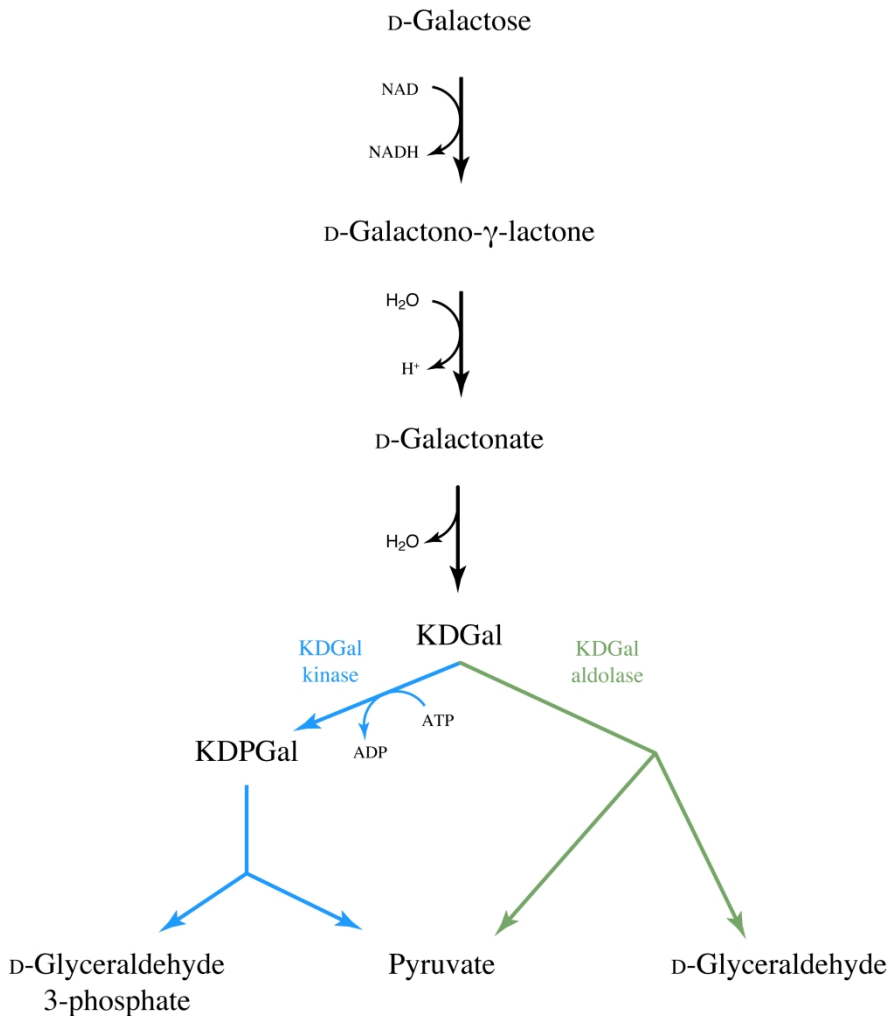 D-Galactose
NAD
NADH
D-Galactono-γ-lactone
H₂O
H⁺
D-Galactonate
H₂O
KDGal
KDGal
kinase
KDGal
aldolase
ATP
ADP
KDPGal
D-Glyceraldehyde
3-phosphate
Pyruvate
D-Glyceraldehyde